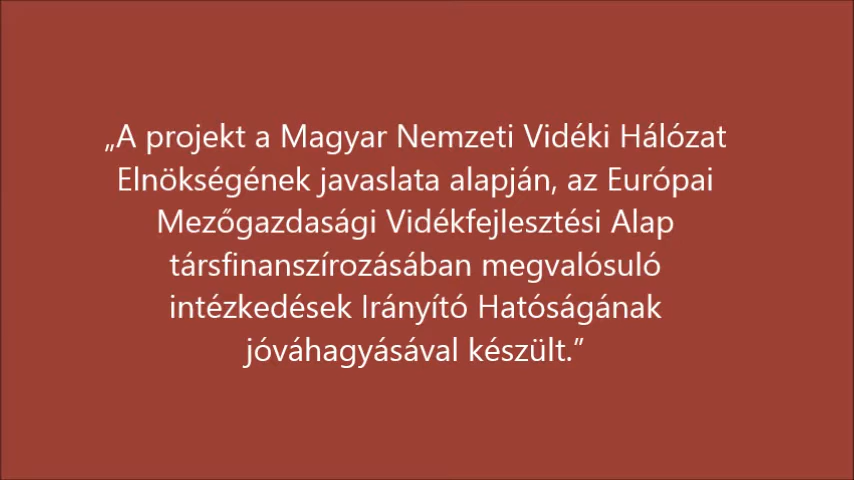 „A projekt a Magyar Nemzeti Vidéki Hálózat
Elnökségének javaslata alapján, az Európai
Mezőgazdasági Vidékfejlesztési Alap
társfinanszírozásában megvalósuló
intézkedések Irányító Hatóságának
jóváhagyásával készült.”